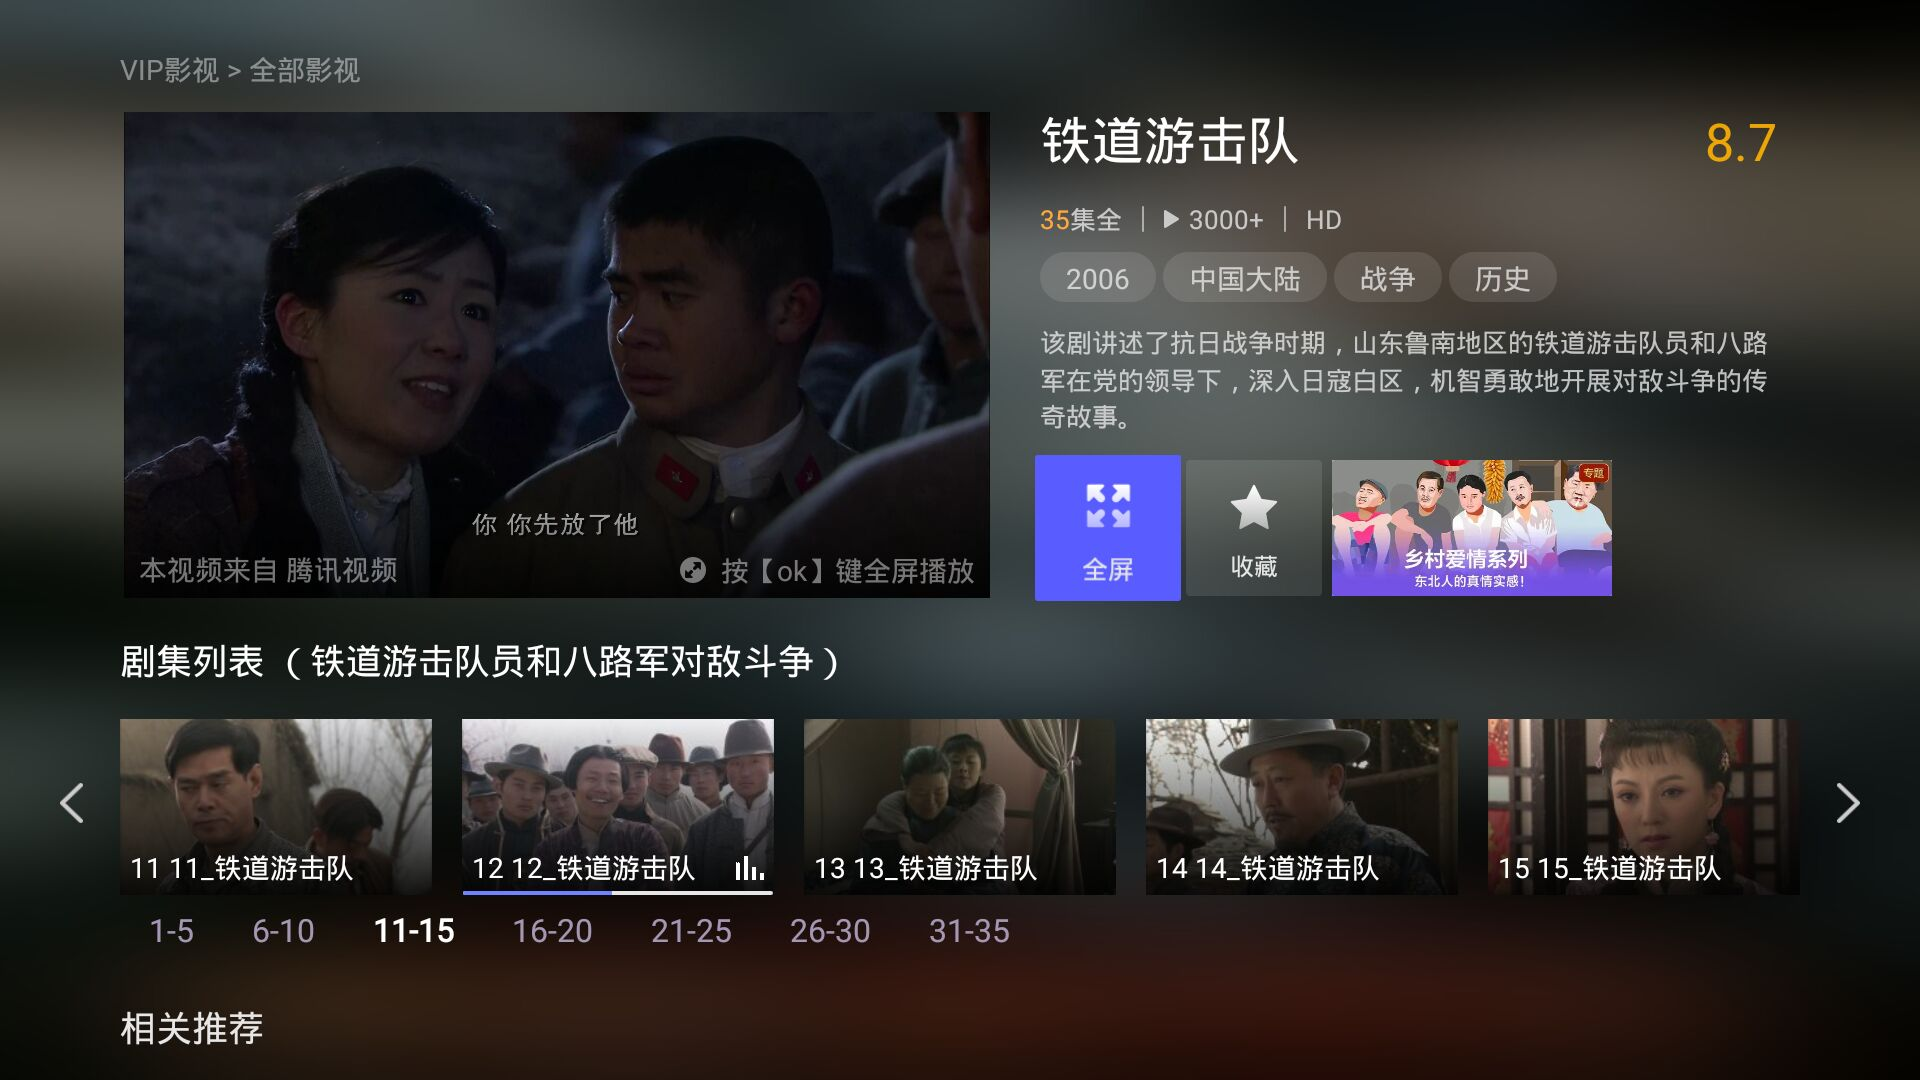 VIP影视 > 全部影视
铁道游击队
8.7
35集全 | 3000+ | HD
2006 中国大陆 战争 历史
该剧讲述了抗日战争时期，山东鲁南地区的铁道游击队员和八路
军在党的领导下，深入日寇白区，机智勇敢地开展对敌斗争的传
奇故事。
你 你先放了他
本视频来自 腾讯视频
按【ok】键全屏播放
全屏
收藏
专题
乡村爱情系列
东北人的真情实感！
剧集列表（铁道游击队员和八路军对敌斗争）
11 11_铁道游击队
12 12_铁道游击队
13 13_铁道游击队
14 14_铁道游击队
15 15_铁道游击队
1-5 6-10 11-15 16-20 21-25 26-30 31-35
相关推荐